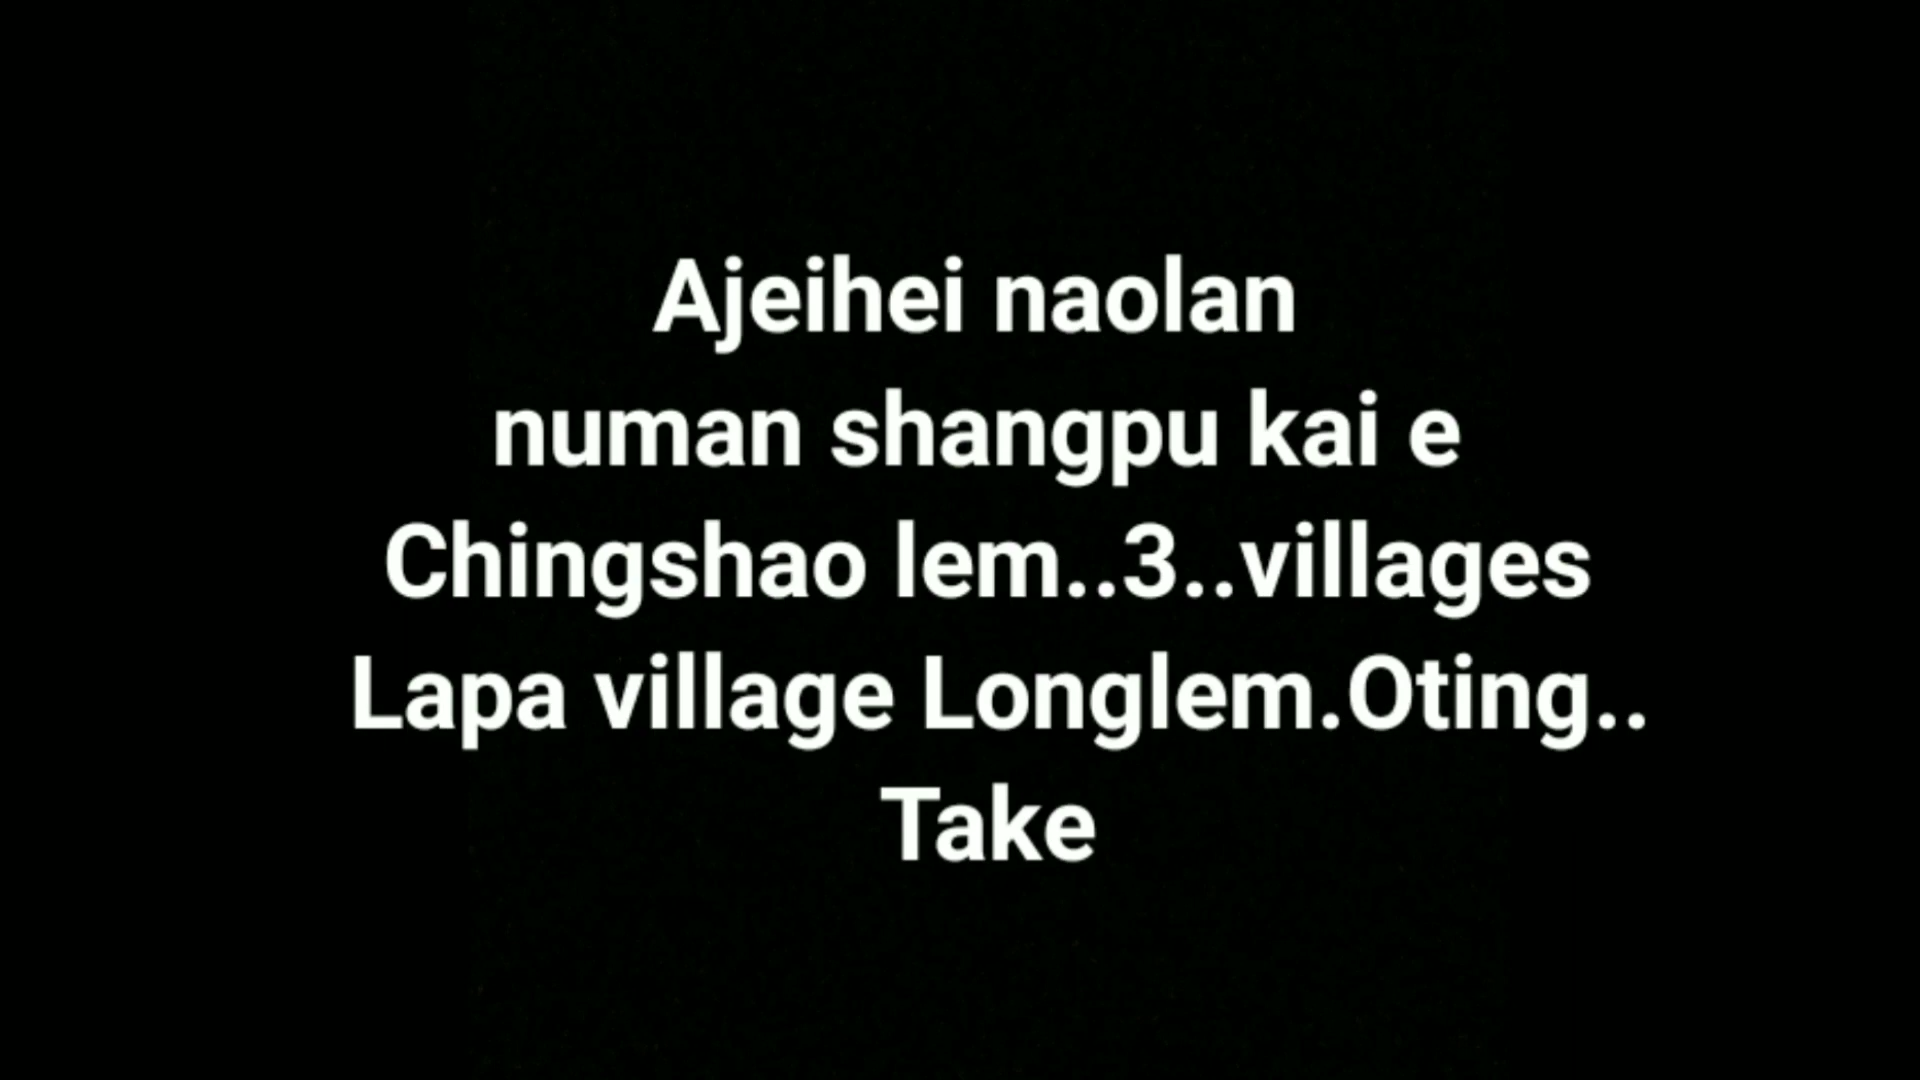 Ajeihei naolan
numan shangpu kai e
Chingshao lem..3..villages
Lapa village Longlem.Oting..
Take